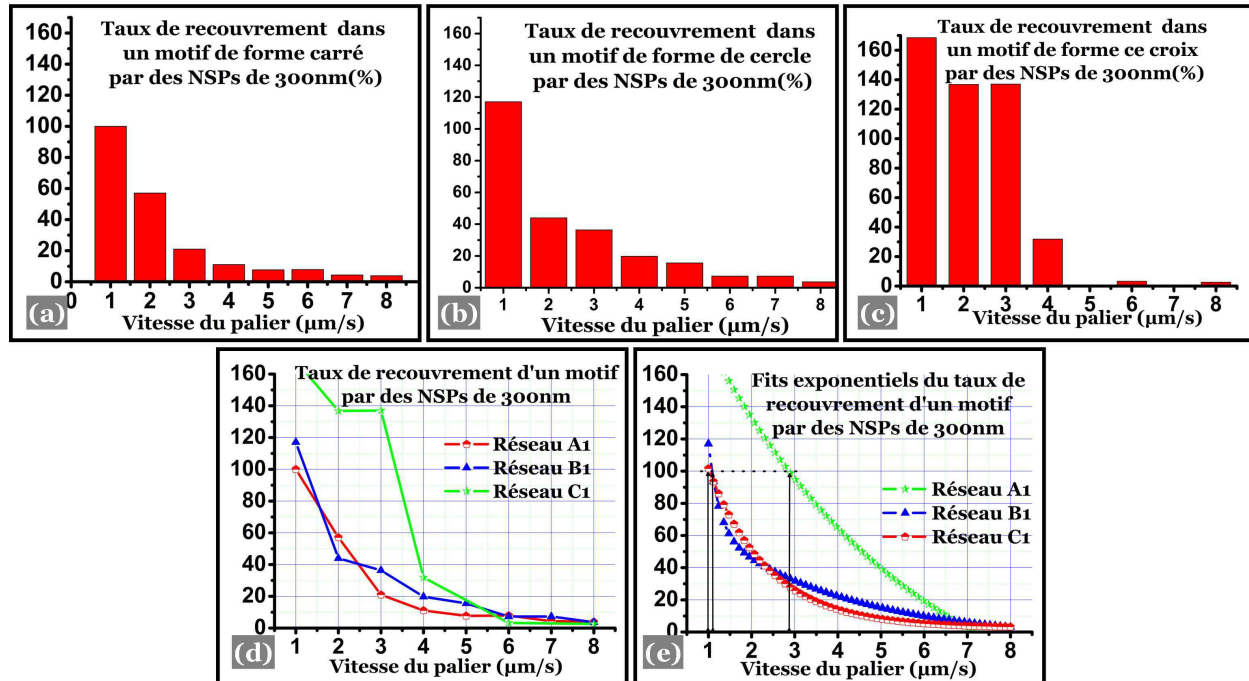 Taux de recouvrement dans
un motif de forme carré
par des NSPs de 300nm(%)
160
140
120
100
80
60
40
20
0
0 1 2 3 4 5 6 7 8
Vitesse du palier (µm/s)
(a)
Taux de recouvrement dans
un motif de forme de cercle
par des NSPs de 300nm(%)
160
140
120
100
80
60
40
20
0
1 2 3 4 5 6 7 8
Vitesse du palier (µm/s)
(b)
Taux de recouvrement dans
un motif de forme ce croix
par des NSPs de 300nm(%)
160
140
120
100
80
60
40
20
0
1 2 3 4 5 6 7 8
Vitesse du palier (µm/s)
(c)
Taux de recouvrement d'un motif
par des NSPs de 300nm
160
140
120
100
80
60
40
20
0
Réseau A1
Réseau B1
Réseau C1
1 2 3 4 5 6 7 8
Vitesse du palier (µm/s)
(d)
Fits exponentiels du taux de
recouvrement d'un motif
par des NSPs de 300nm
160
140
120
100
80
60
40
20
0
Réseau A1
Réseau B1
Réseau C1
1 2 3 4 5 6 7 8
Vitesse du palier (µm/s)
(e)